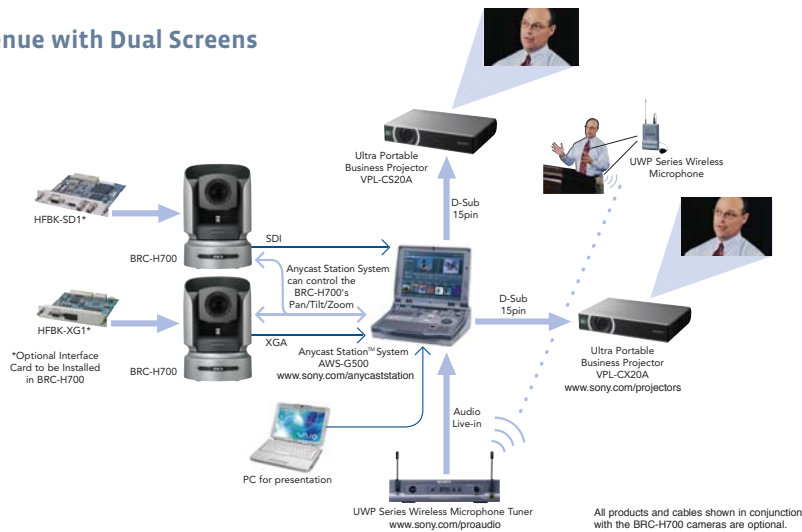 with Dual Screens
Ultra Portable
Business Projector
VPL-CS20A
UWP Series Wireless
Microphone
HFBK-SD1*
BRC-H700
SDI
D-Sub
15pin
Anycast Station System
can control the
BRC-H700's
Pan/Tilt/Zoom
HFBK-XG1*
*Optional Interface
Card to be Installed
in BRC-H700
BRC-H700
XGA
Anycast Station™ System
AWS-G500
www.sony.com/anycaststation
D-Sub
15pin
Ultra Portable
Business Projector
VPL-CX20A
www.sony.com/projectors
Audio
Live-in
VAIO
PC for presentation
UWP Series Wireless Microphone Tuner
www.sony.com/proaudio
All products and cables shown in conjunction
with the BRC-H700 cameras are optional.